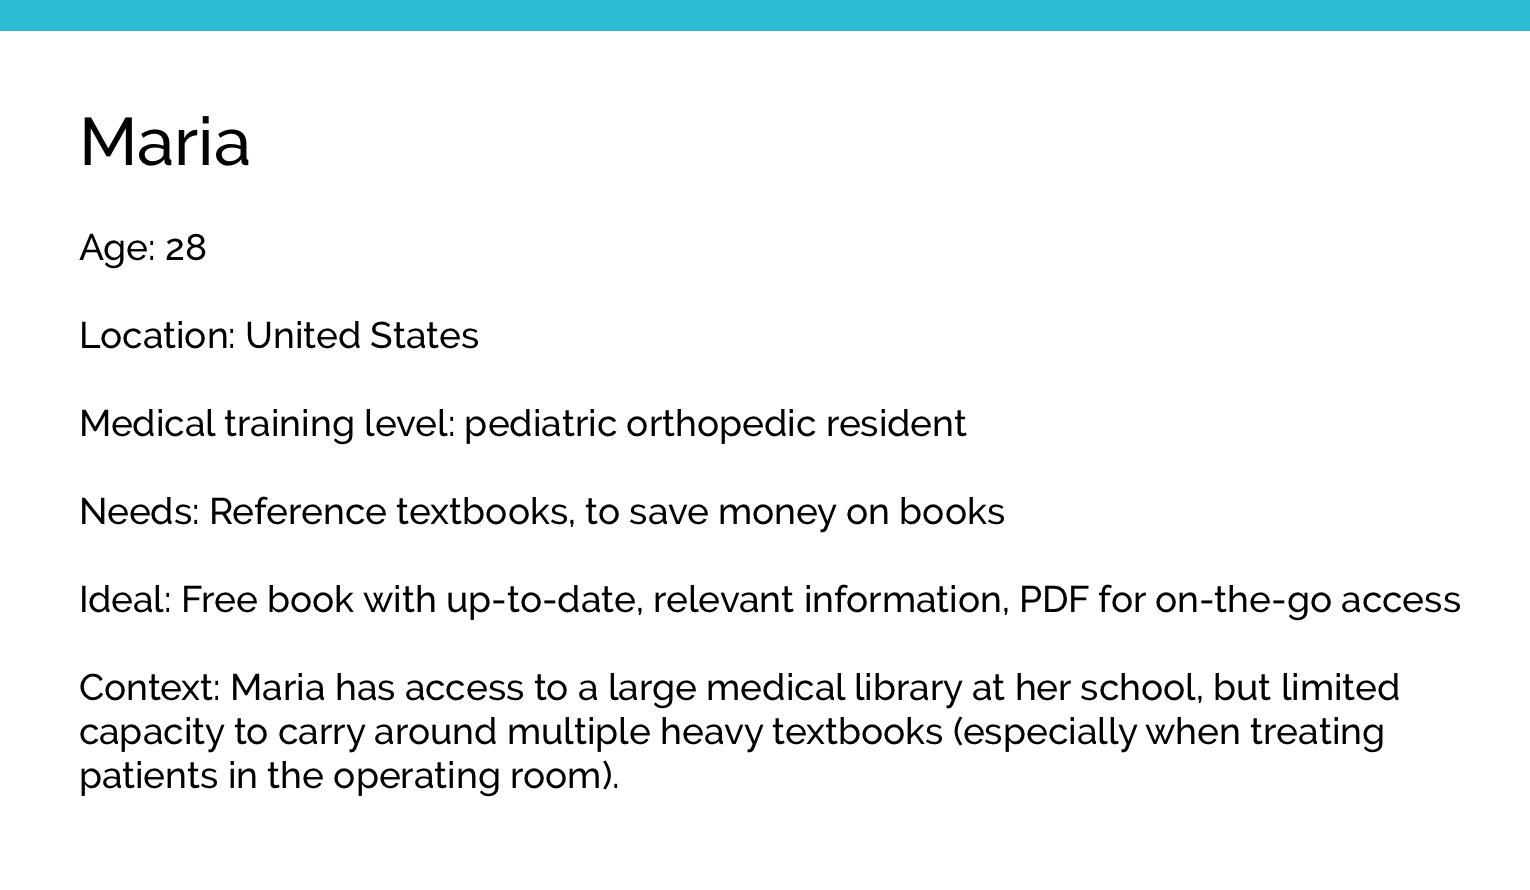 Maria
Age: 28
Location: United States
Medical training level: pediatric orthopedic resident
Needs: Reference textbooks, to save money on books
Ideal: Free book with up-to-date, relevant information, PDF for on-the-go access
Context: Maria has access to a large medical library at her school, but limited
capacity to carry around multiple heavy textbooks (especially when treating
patients in the operating room).